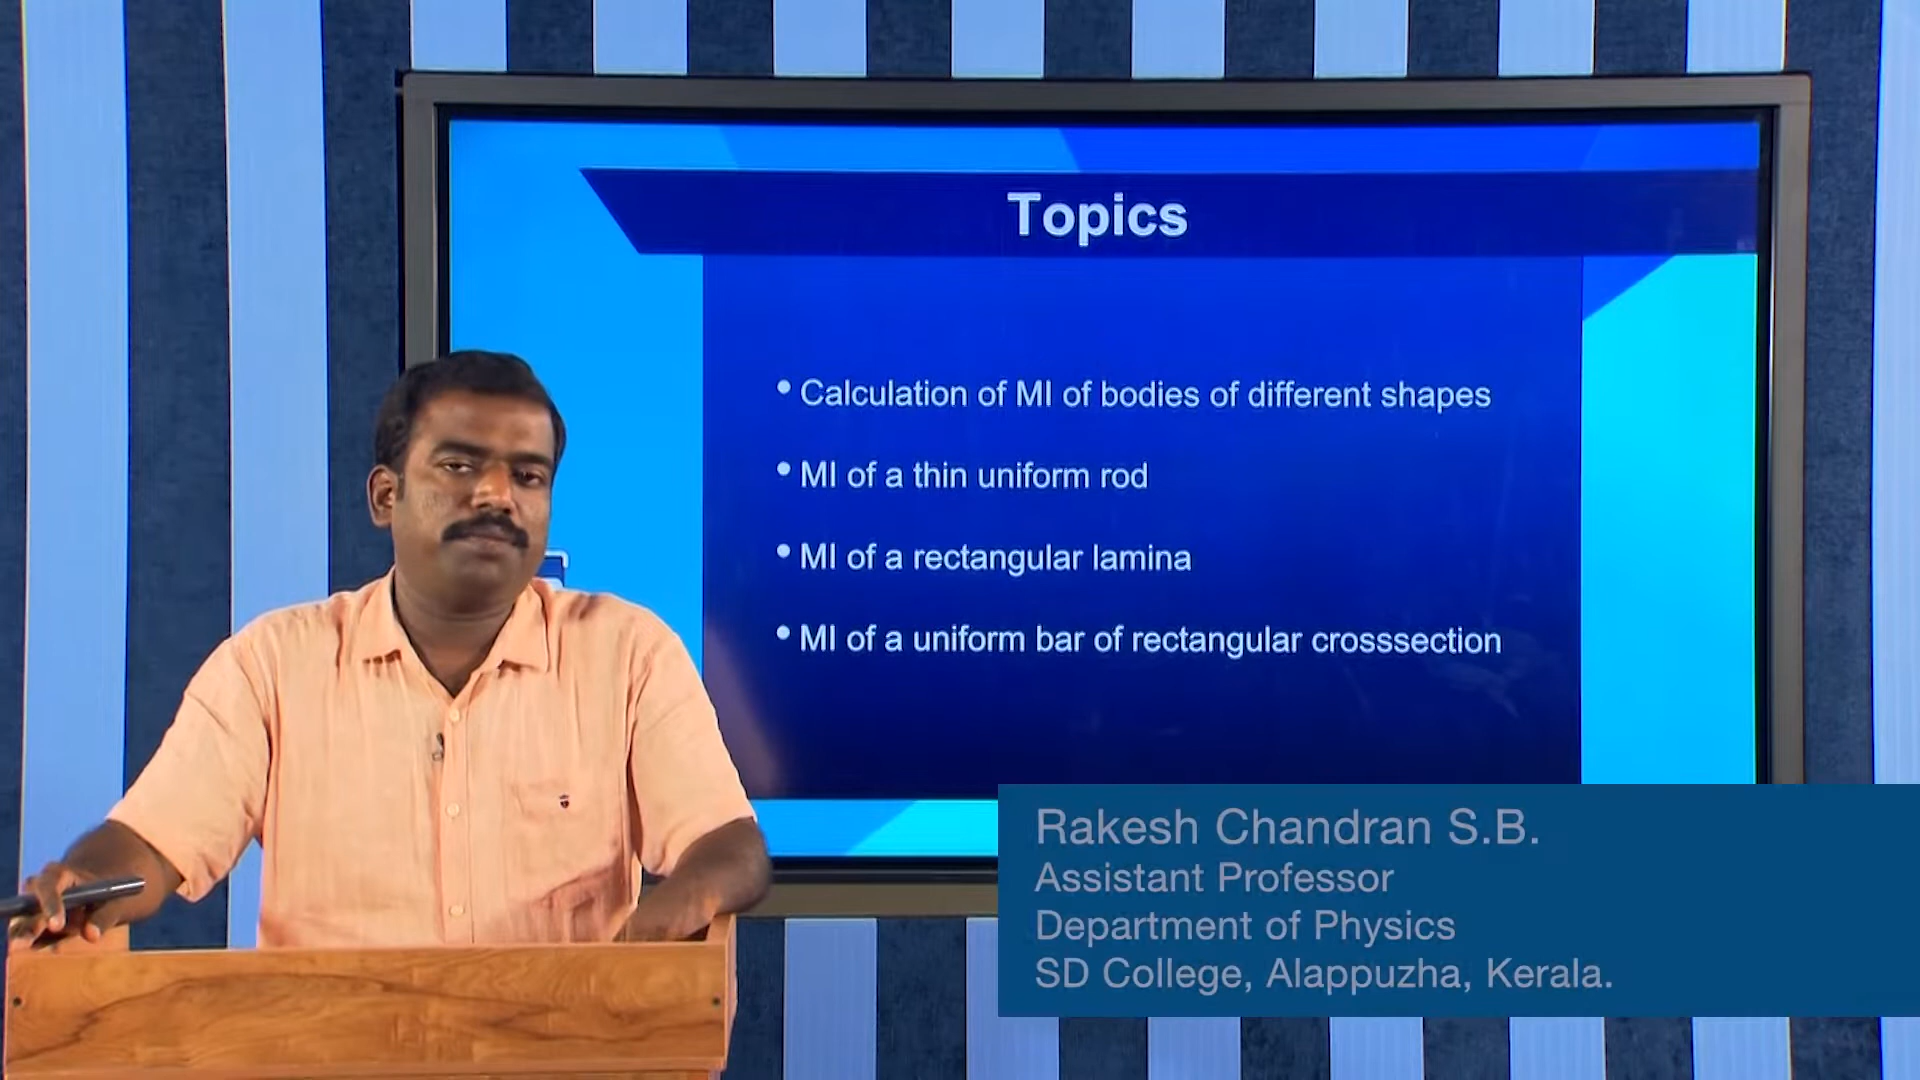 Topics
• Calculation of MI of bodies of different shapes
• MI of a thin uniform rod
• MI of a rectangular lamina
• MI of a uniform bar of rectangular crosssection
Rakesh Chandran S.B.
Assistant Professor
Department of Physics
SD College, Alappuzha, Kerala.